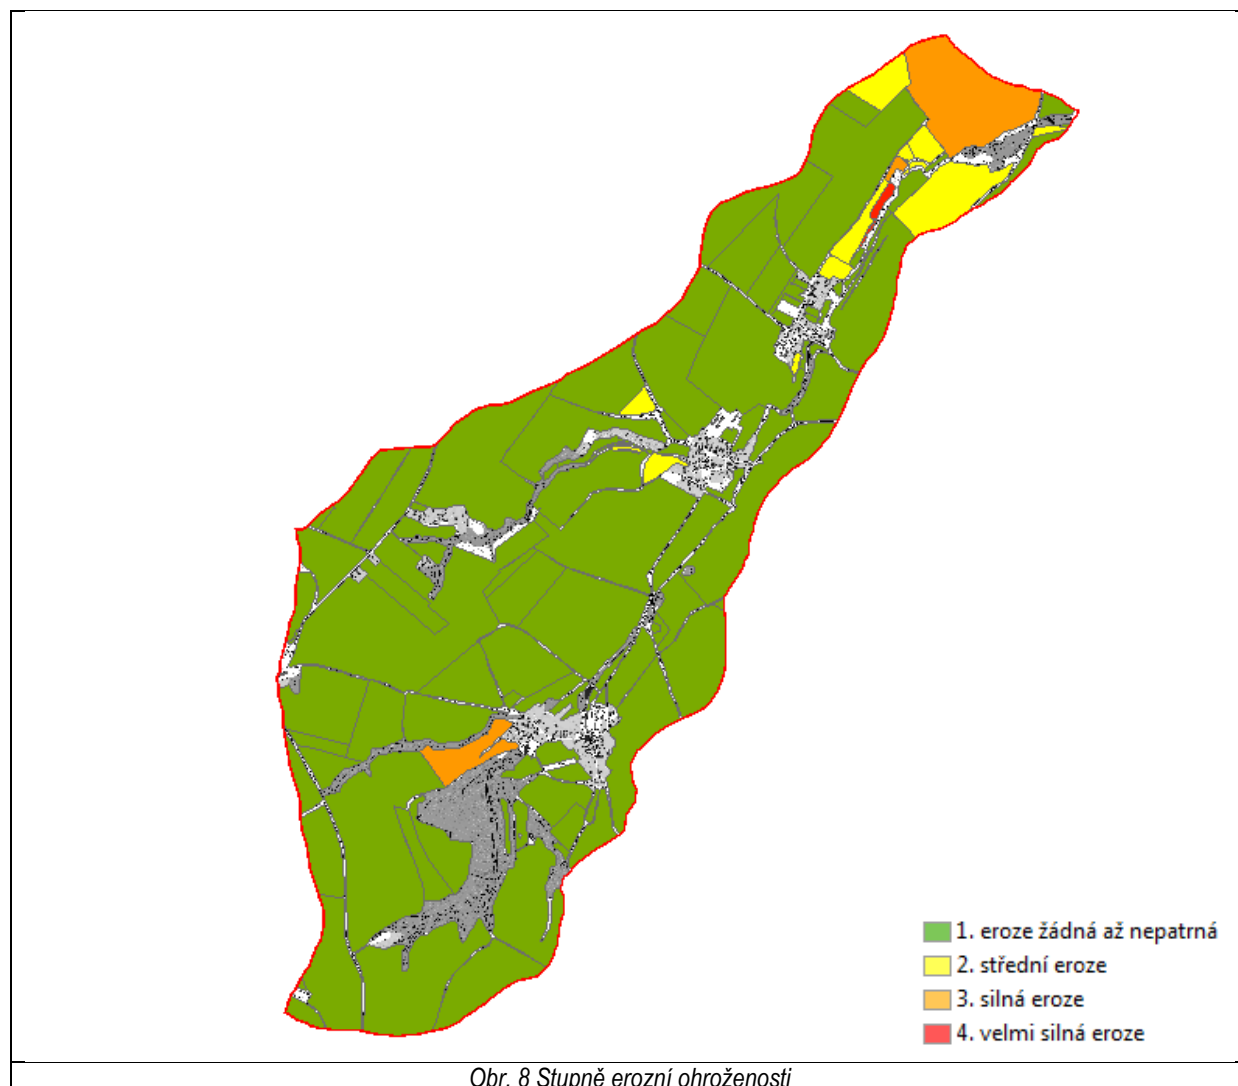 1. eroze žádná až nepatrná
2. střední eroze
3. silná eroze
4. velmi silná eroze
Obr. 8 Stupně erozní ohroženosti